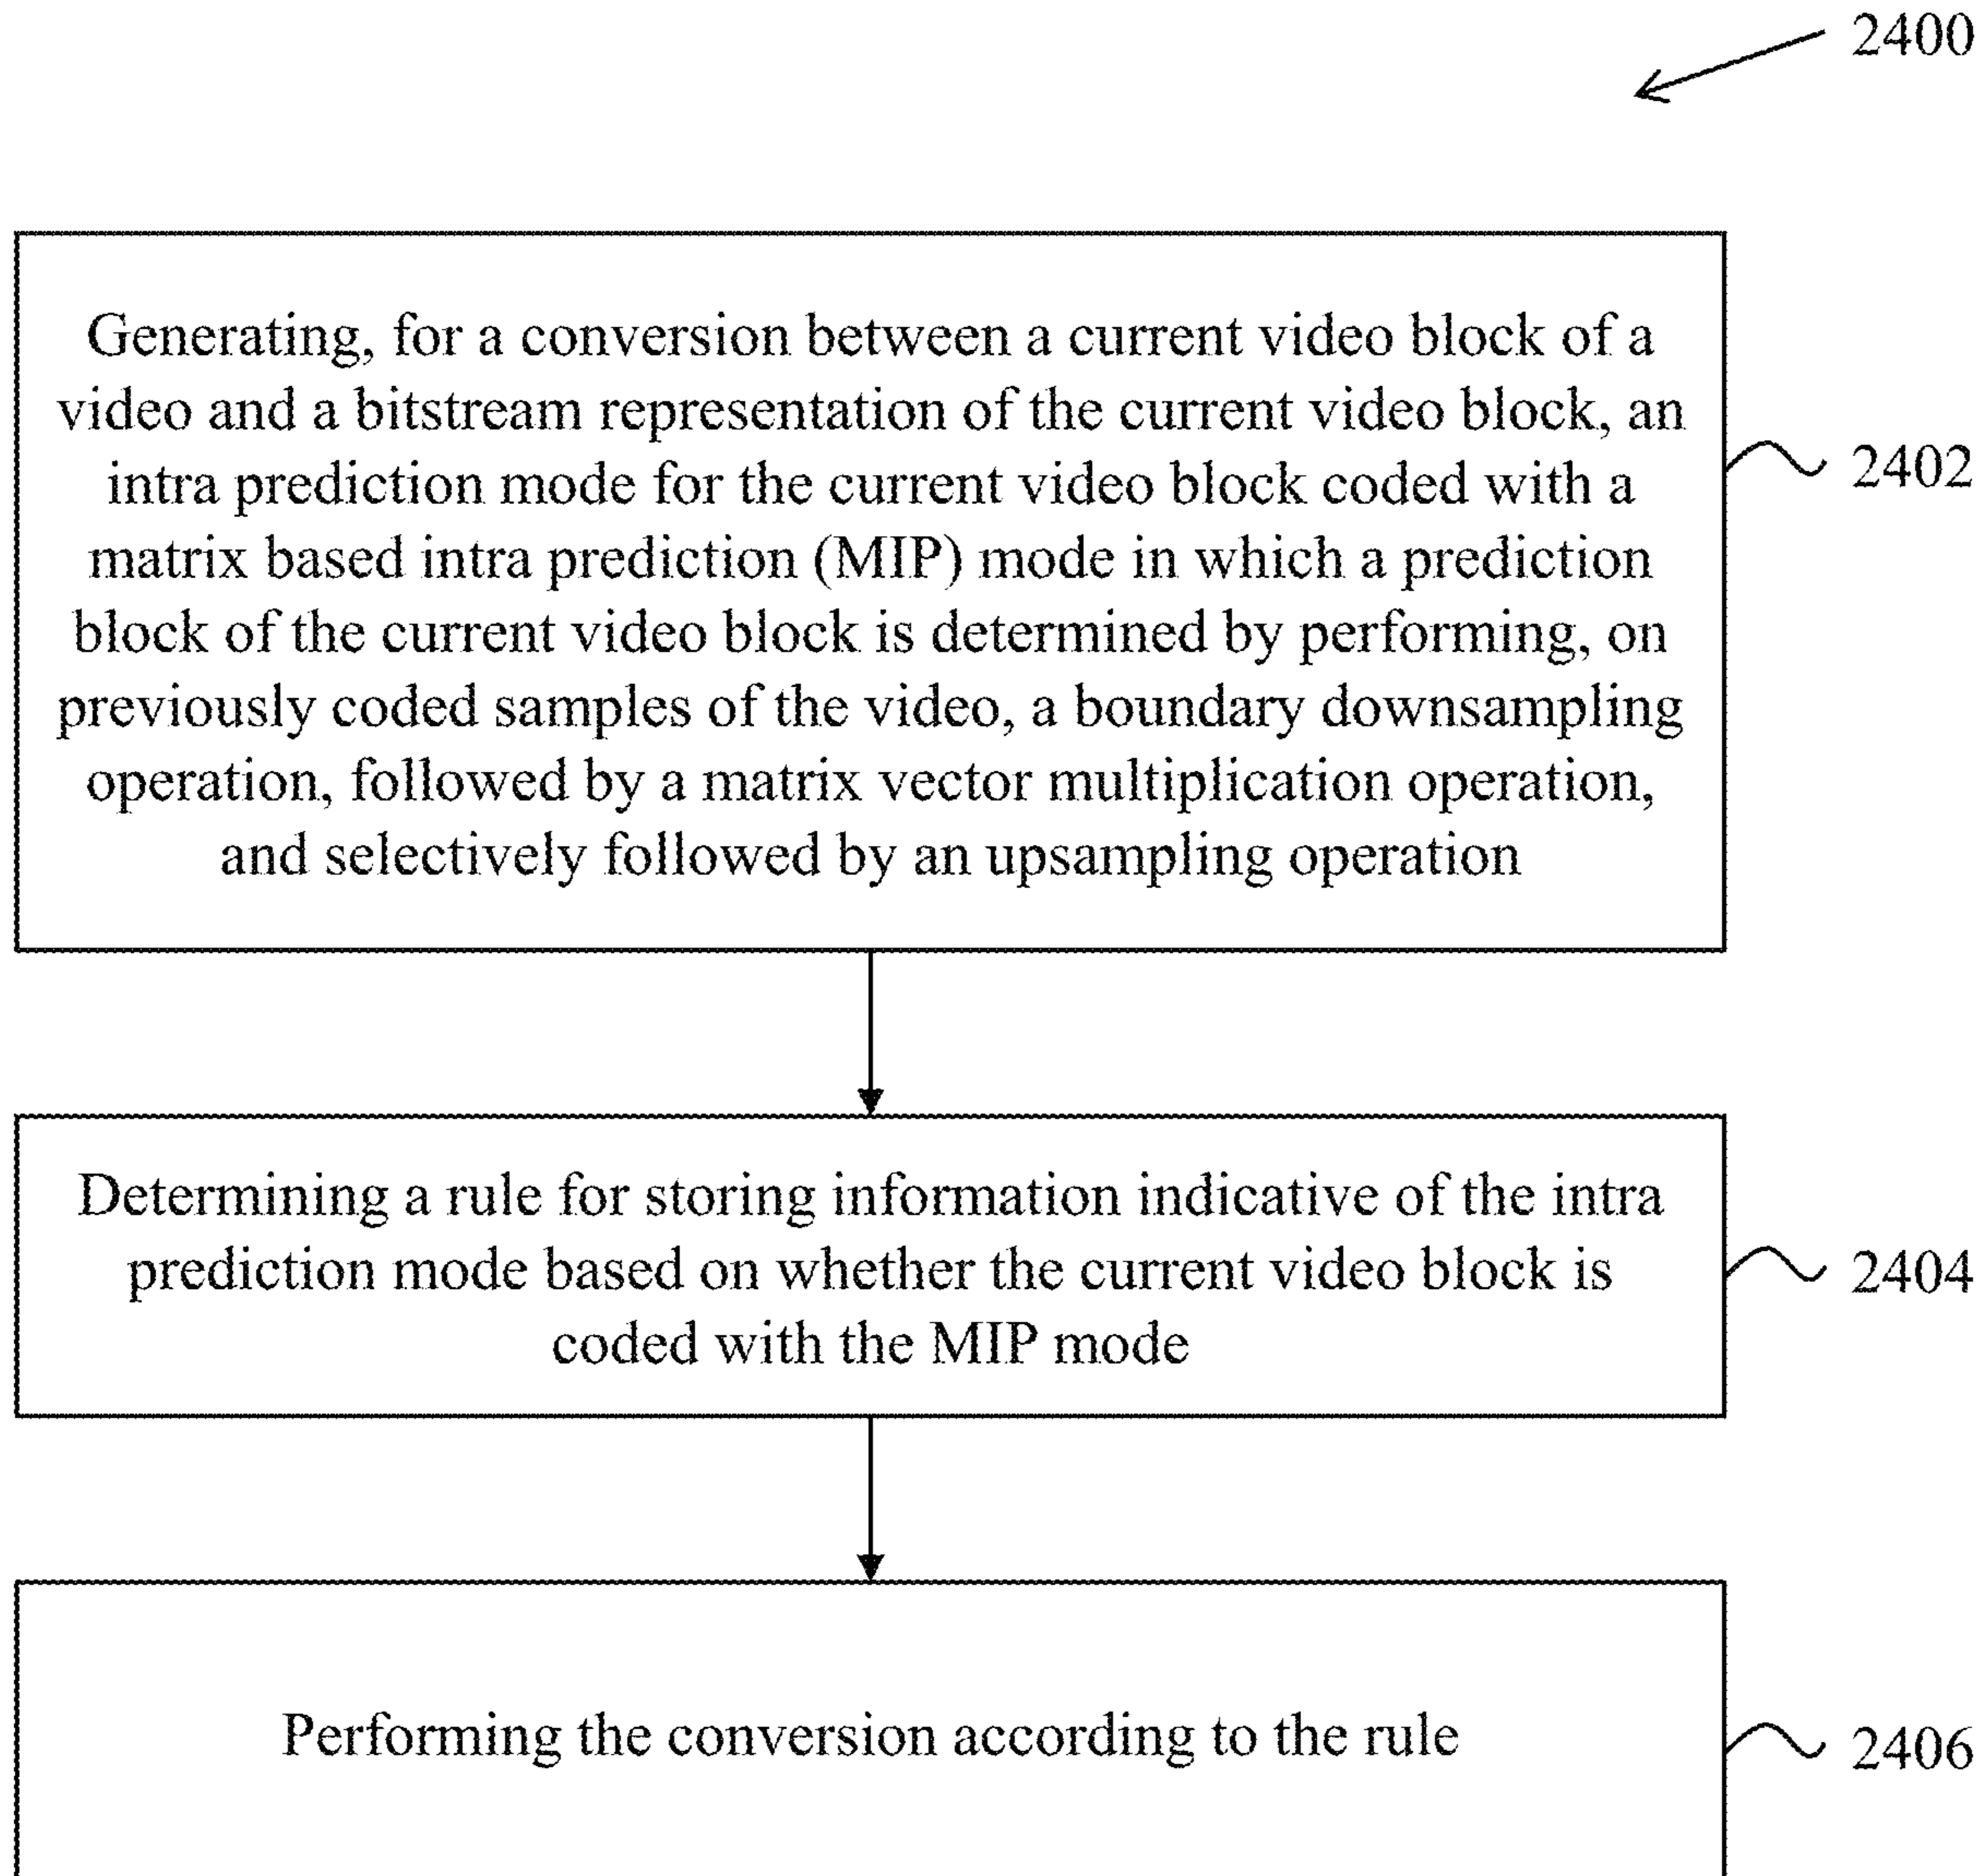 2400
Generating, for a conversion between a current video block of a
video and a bitstream representation of the current video block, an
intra prediction mode for the current video block coded with a
matrix based intra prediction (MIP) mode in which a prediction
block of the current video block is determined by performing, on
previously coded samples of the video, a boundary downsampling
operation, followed by a matrix vector multiplication operation,
and selectively followed by an upsampling operation
2402
Determining a rule for storing information indicative of the intra
prediction mode based on whether the current video block is
coded with the MIP mode
2404
Performing the conversion according to the rule
2406